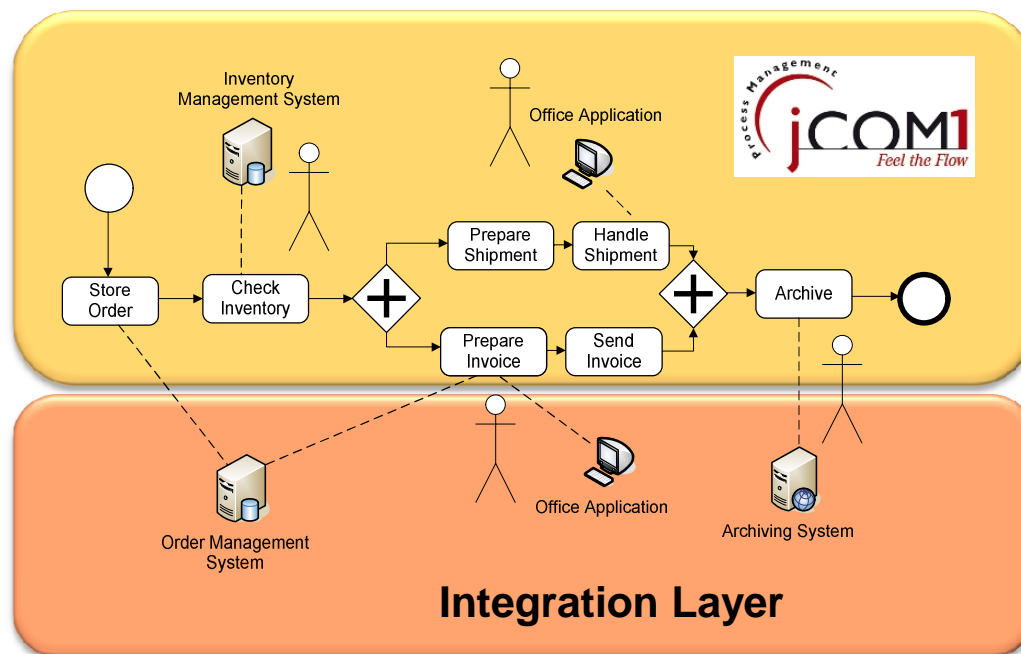 Inventory
Management System
Office Application
Process Management
jCOM1
Feel the Flow
Store
Order
Check
Inventory
Prepare
Shipment
Handle
Shipment
Prepare
Invoice
Send
Invoice
Archive
Order Management
System
Office Application
Archiving System
Integration Layer